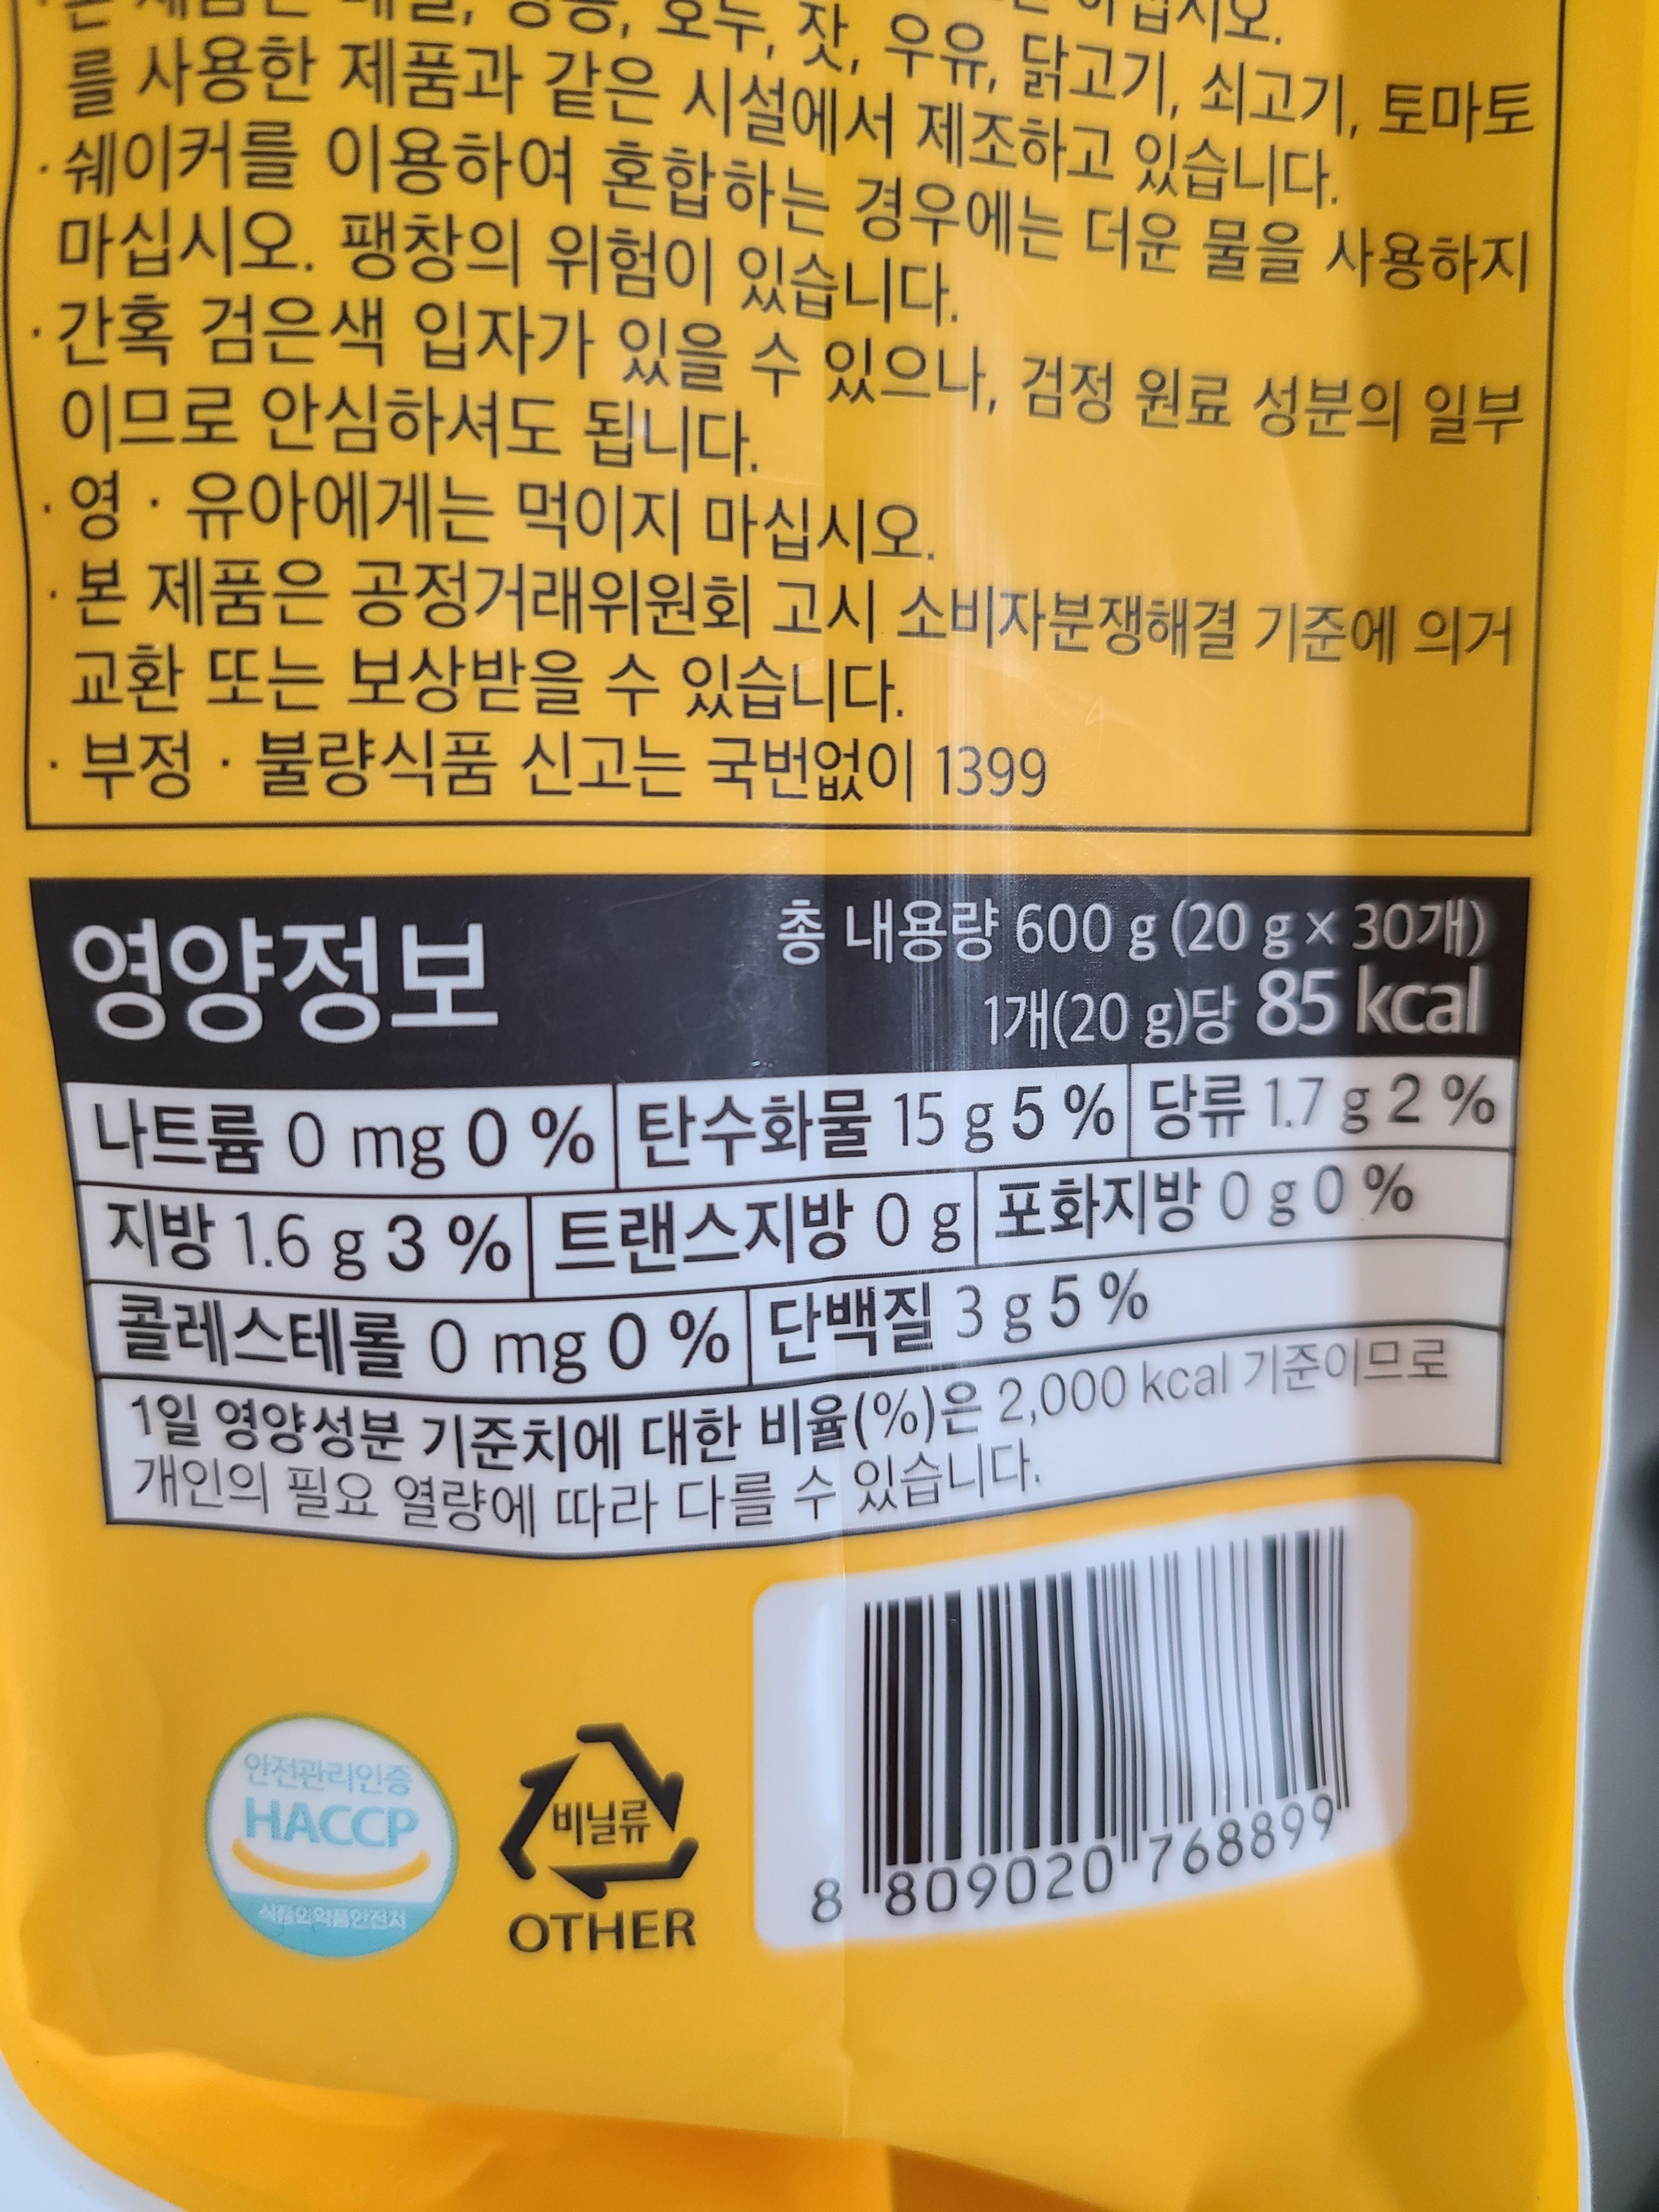 오두, 잣, 우유, 닭고기, 쇠고기, 토마토
를 사용한 제품과 같은 시설에서 제조하고 있습니다.
· 쉐이커를 이용하여 혼합하는 경우에는 더운 물을 사용하지
마십시오. 팽창의 위험이 있습니다.
· 간혹 검은색 입자가 있을 수 있으나, 검정 원료 성분의 일부
이므로 안심하셔도 됩니다.
· 영 · 유아에게는 먹이지 마십시오.
· 본 제품은 공정거래위원회 고시 소비자분쟁해결 기준에 의거
교환 또는 보상받을 수 있습니다.
· 부정 · 불량식품 신고는 국번없이 1399
영양정보
총 내용량 600 g (20 g × 30개)
1개(20 g)당 85 kcal
나트륨 0 mg 0 % 탄수화물 15 g 5 % 당류 1.7 g 2 %
지방 1.6 g 3 % 트랜스지방 0 g 포화지방 0 g 0 %
콜레스테롤 0 mg 0 % 단백질 3 g 5 %
1일 영양성분 기준치에 대한 비율(%)은 2,000 kcal 기준이므로
개인의 필요 열량에 따라 다를 수 있습니다.
안전관리인증
HACCP
식품의약품안전처
비닐류
OTHER
8 809020 768899